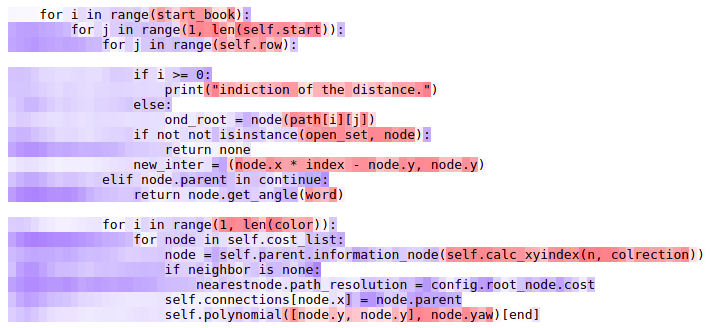 for i in range(start_book):
for j in range(1, len(self.start)):
for j in range(self.row):
if i >= 0:
print("indiction of the distance.")
else:
ond_root = node(path[i][j])
if not not isinstance(open_set, node):
return none
new_inter = (node.x * index - node.y, node.y)
elif node.parent in continue:
return node.get_angle(word)
for i in range(1, len(color)):
for node in self.cost_list:
node = self.parent.information_node(self.calc_xyindex(n, colrection))
if neighbor is none:
nearestnode.path_resolution = config.root_node.cost
self.connections[node.x] = node.parent
self.polynomial([node.y, node.y], node.yaw)[end]